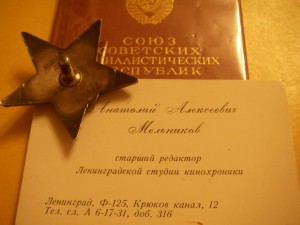 СОЮЗ
СОВЕТСКИХ
РЕСПУБЛИК
Анатолий Алексеевич
Мельников
старший редактор
Ленинградской студии кинохроники
Ленинград, Ф-125, Крюков канал, 12
Тел. сл. А 6-17-31, доб. 316